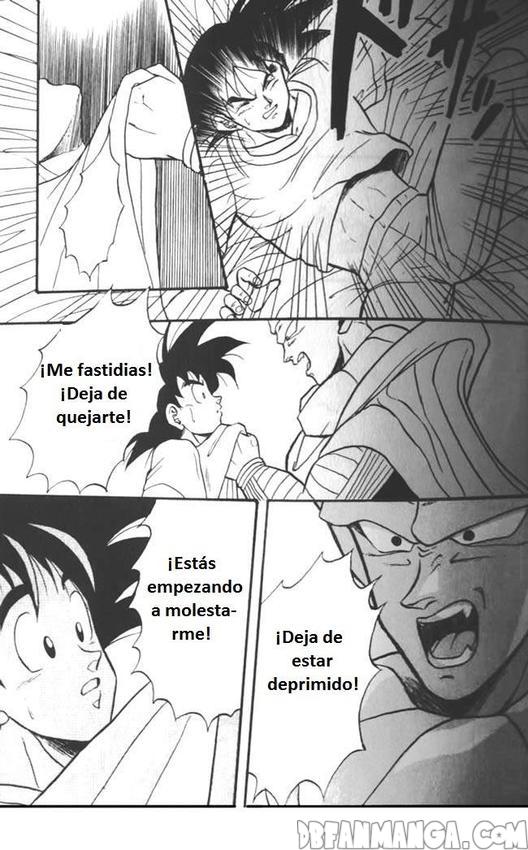 ¡Me fastidias!
¡Deja de
quejarte!
¡Deja de
estar
deprimido!
¡Estás
empezando
a molesta-
rme!
DBFANMANGA.COM